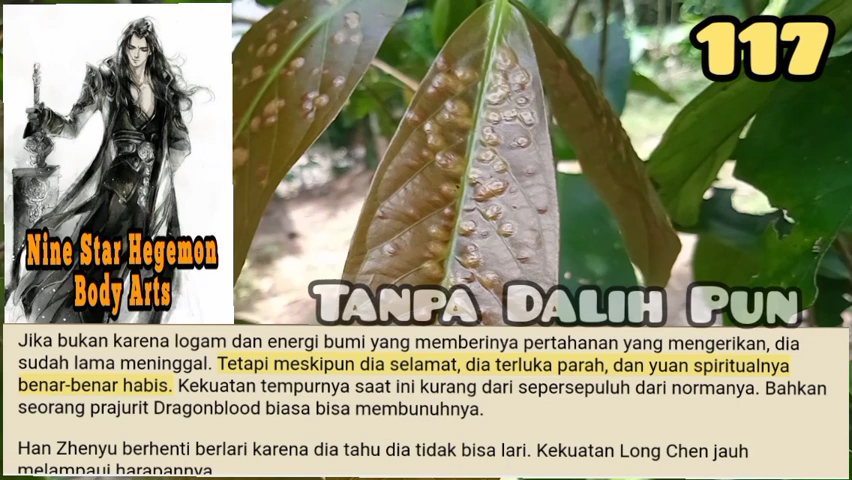 117
Nine Star Hegemon
Body Arts
TANPA DALIH PUN
Jika bukan karena logam dan energi bumi yang memberinya pertahanan yang mengerikan, dia
sudah lama meninggal. Tetapi meskipun dia selamat, dia terluka parah, dan yuan spiritualnya
benar-benar habis. Kekuatan tempurnya saat ini kurang dari sepersepuluh dari normanya. Bahkan
seorang prajurit Dragonblood biasa bisa membunuhnya.
Han Zhenyu berhenti berlari karena dia tahu dia tidak bisa lari. Kekuatan Long Chen jauh
melampaui harapannya